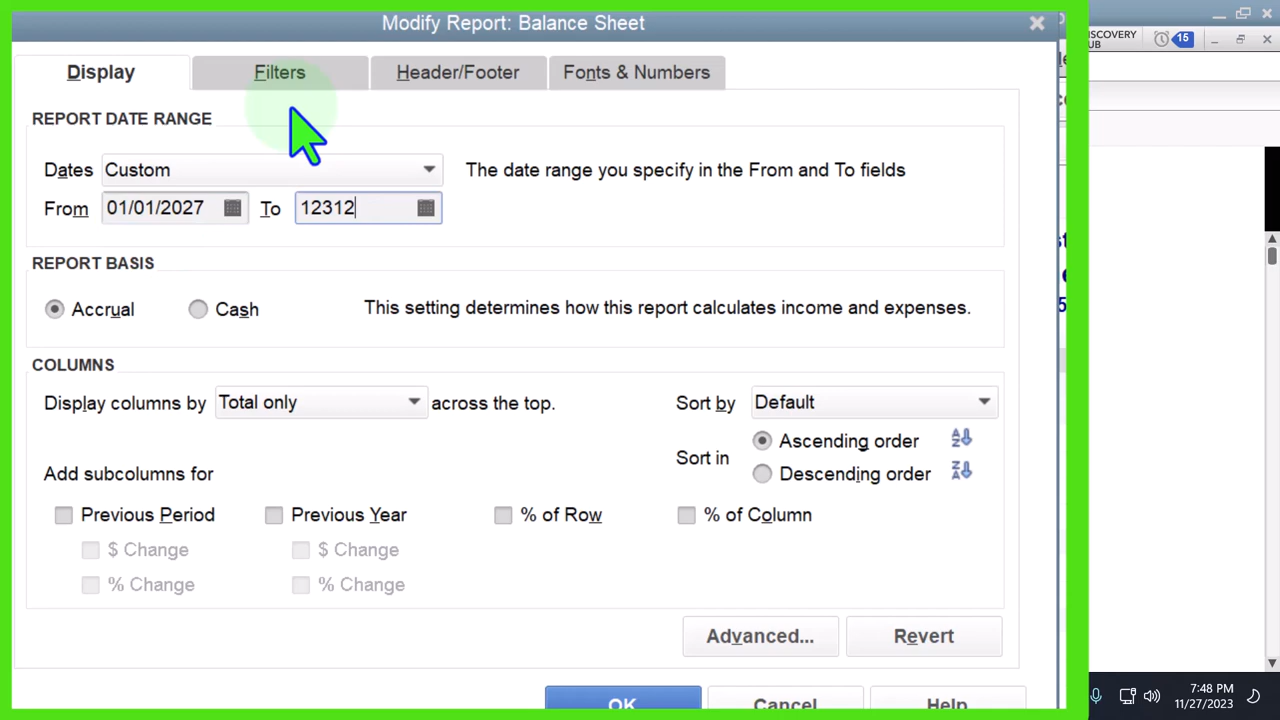 Modify Report: Balance Sheet
Display
Filters
Header/Footer
Fonts & Numbers
REPORT DATE RANGE
Dates Custom The date range you specify in the From and To fields
From 01/01/2027 To 12312
REPORT BASIS
Accrual Cash This setting determines how this report calculates income and expenses.
COLUMNS
Display columns by Total only across the top.
Sort by Default
Sort in Ascending order
Descending order
Add subcolumns for
Previous Period Previous Year % of Row % of Column
$ Change $ Change
% Change % Change
Advanced... Revert
OK Cancel Help
15
7:48 PM
11/27/2023